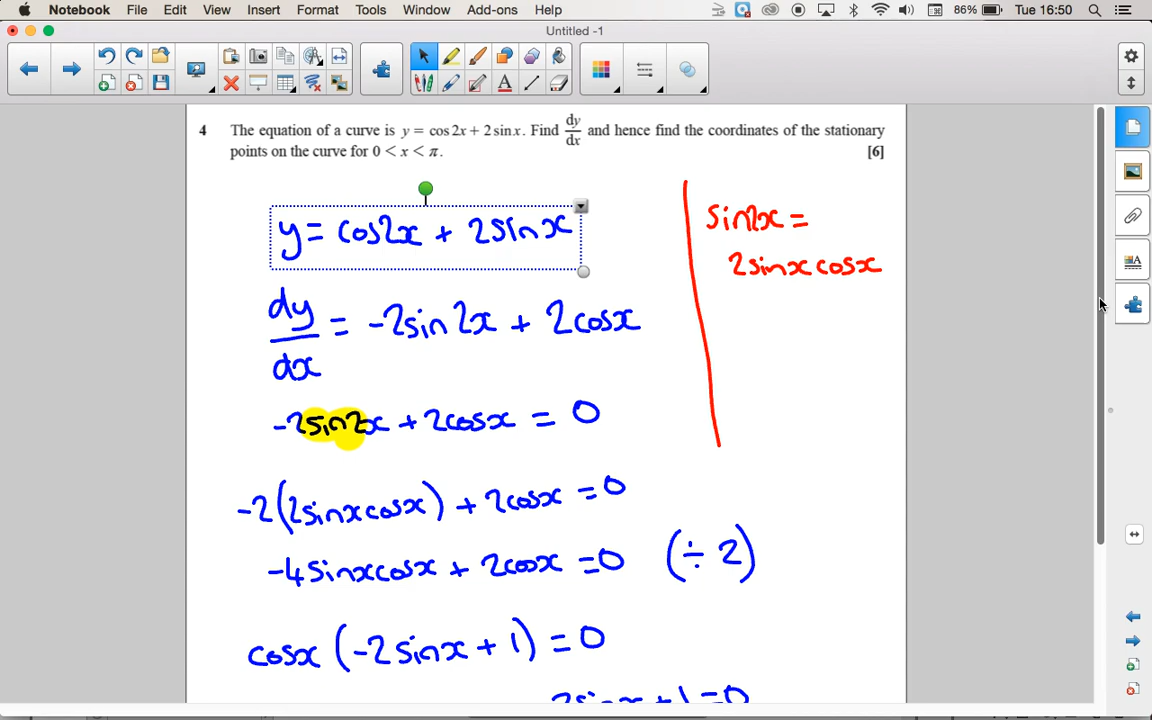 Notebook File Edit View Insert Format Tools Window Add-ons Help 86% Tue 16:50
Untitled -1
4 The equation of a curve is y = cos 2x + 2 sin x. Find dy/dx and hence find the coordinates of the stationary
points on the curve for 0 < x < π. [6]
y = cos2x + 2sinx
sin2x =
2sinxcosx
dy/dx = -2sin2x + 2cosx
-2sin2x + 2cosx = 0
-2(2sinxcosx) + 2cosx = 0
-4sinxcosx + 2cosx = 0 (÷ 2)
cosx (-2sinx + 1) = 0
2sinx + 1 = 0